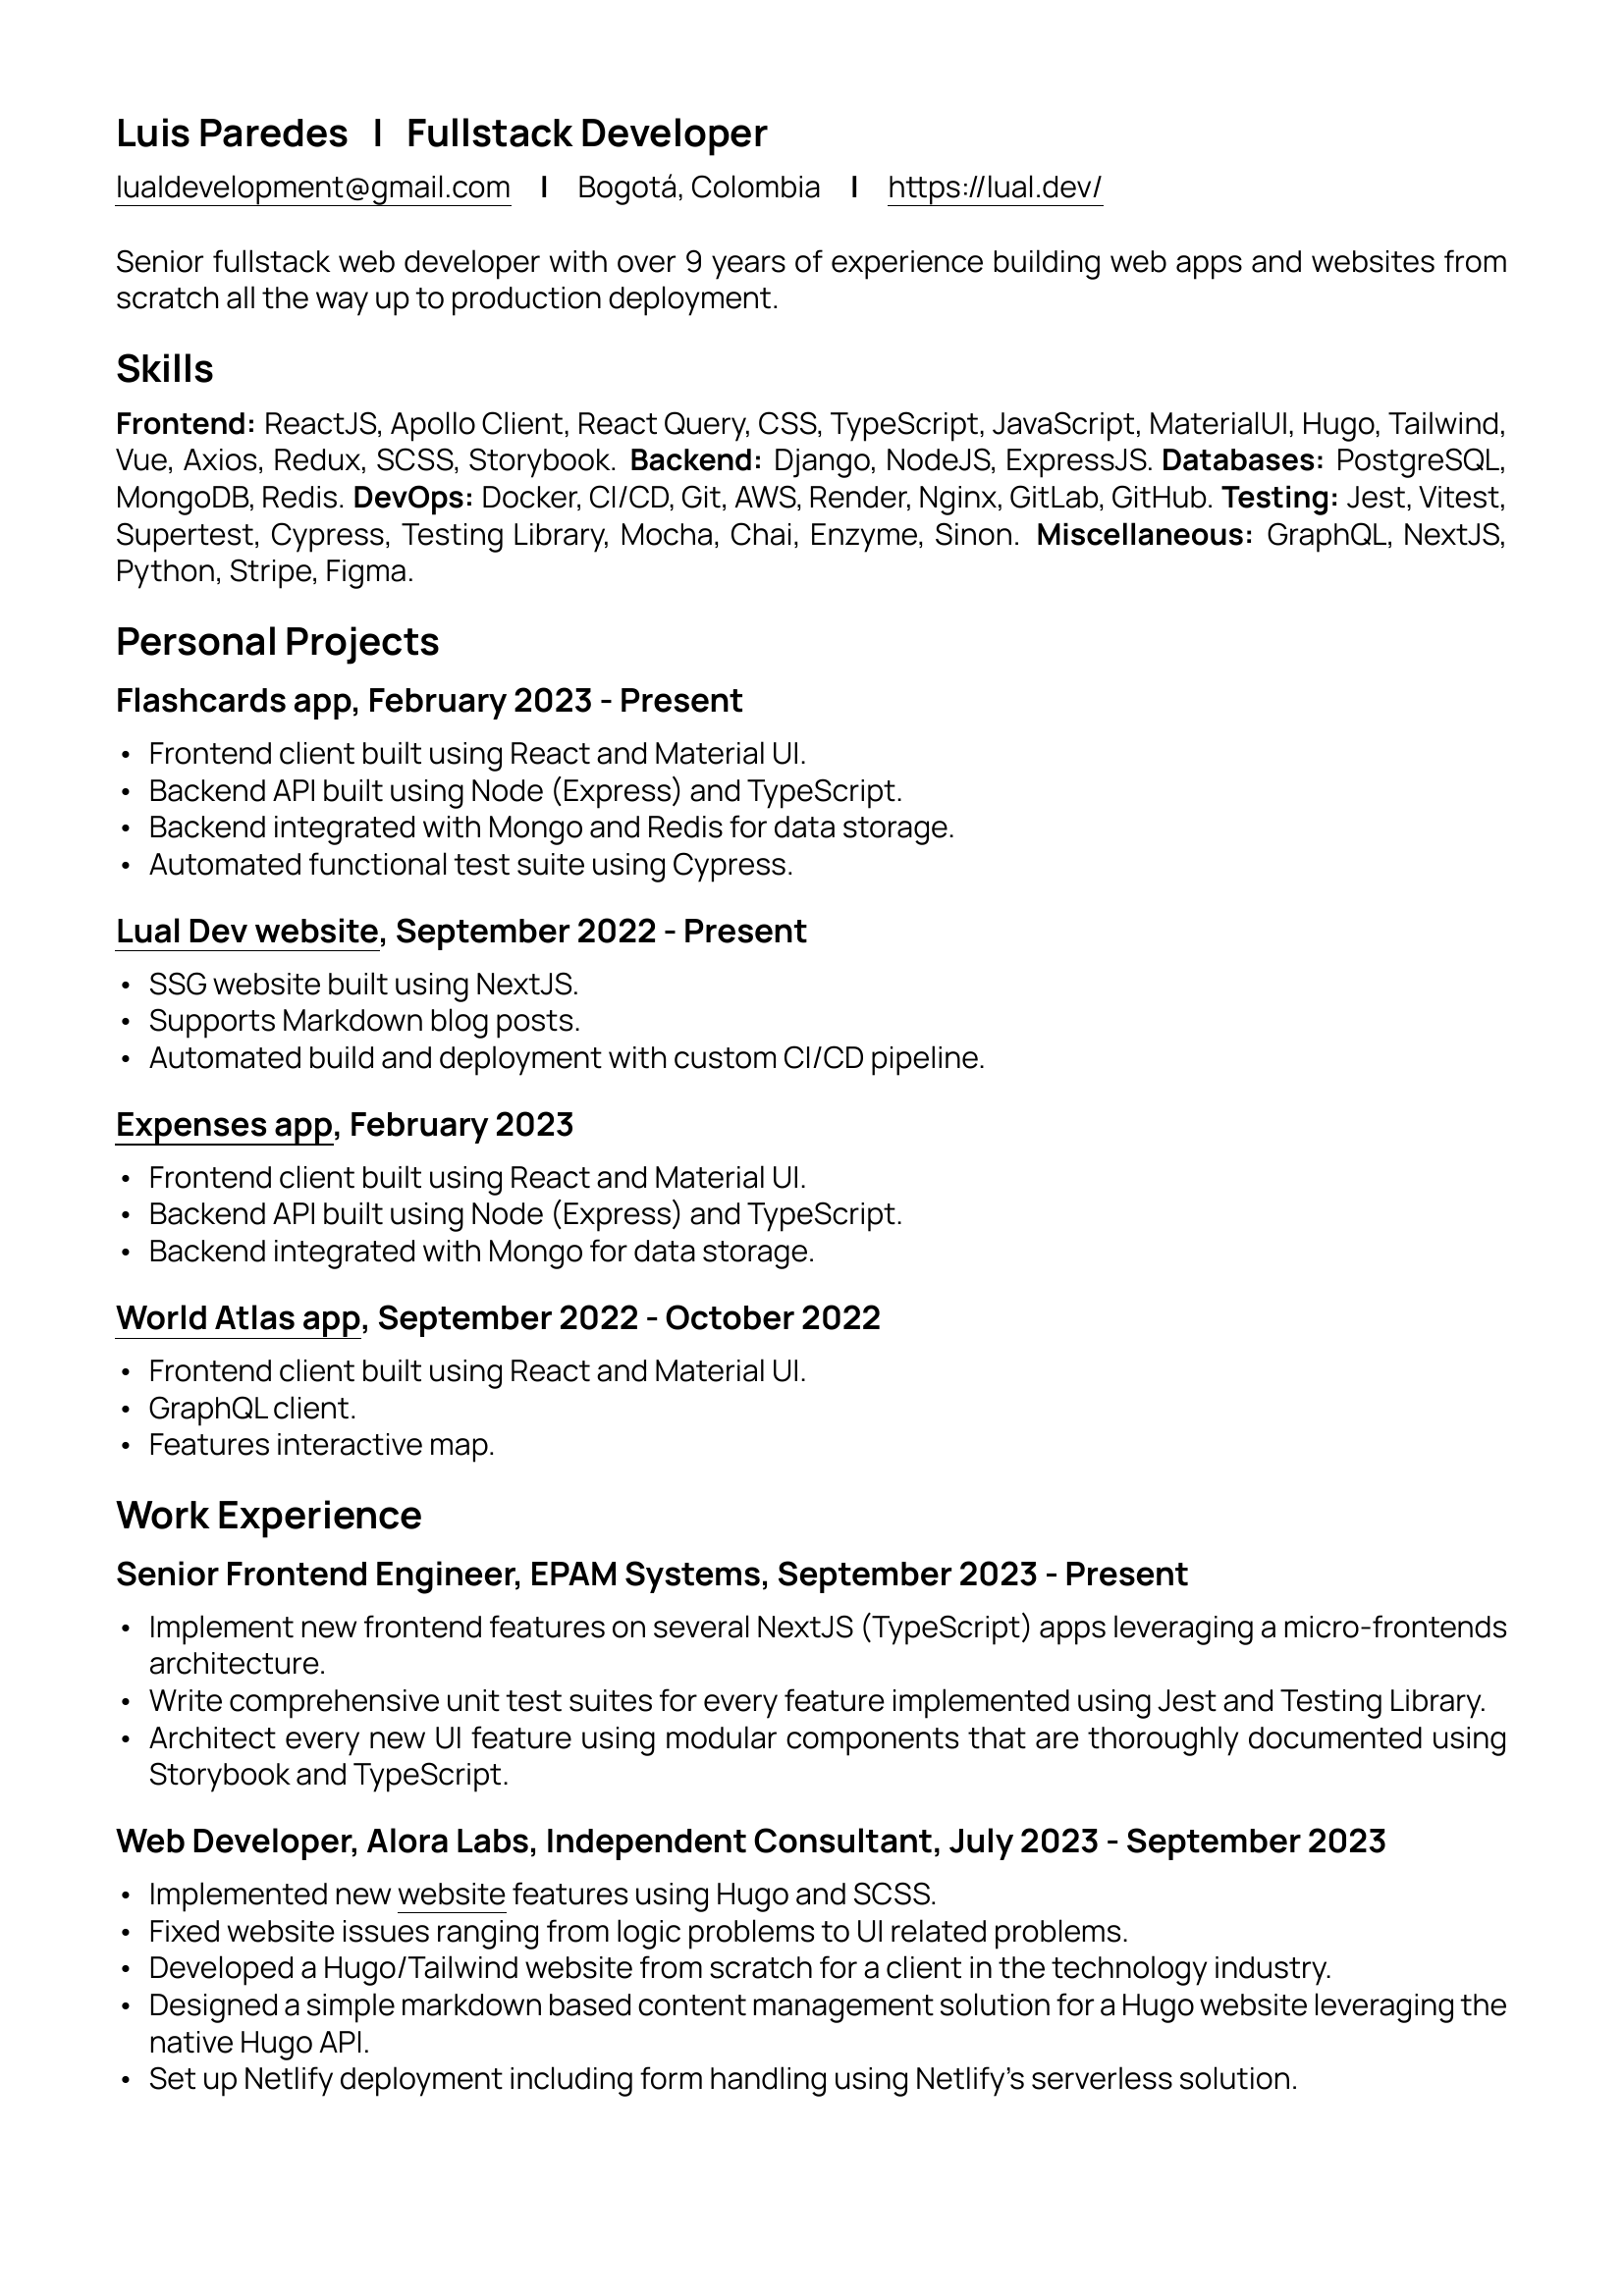 Luis Paredes | Fullstack Developer
lualdevelopment@gmail.com | Bogotá, Colombia | https://lual.dev/
Senior fullstack web developer with over 9 years of experience building web apps and websites from
scratch all the way up to production deployment.
Skills
Frontend: ReactJS, Apollo Client, React Query, CSS, TypeScript, JavaScript, MaterialUI, Hugo, Tailwind,
Vue, Axios, Redux, SCSS, Storybook. Backend: Django, NodeJS, ExpressJS. Databases: PostgreSQL,
MongoDB, Redis. DevOps: Docker, CI/CD, Git, AWS, Render, Nginx, GitLab, GitHub. Testing: Jest, Vitest,
Supertest, Cypress, Testing Library, Mocha, Chai, Enzyme, Sinon. Miscellaneous: GraphQL, NextJS,
Python, Stripe, Figma.
Personal Projects
Flashcards app, February 2023 - Present
• Frontend client built using React and Material UI.
• Backend API built using Node (Express) and TypeScript.
• Backend integrated with Mongo and Redis for data storage.
• Automated functional test suite using Cypress.
Lual Dev website, September 2022 - Present
• SSG website built using NextJS.
• Supports Markdown blog posts.
• Automated build and deployment with custom CI/CD pipeline.
Expenses app, February 2023
• Frontend client built using React and Material UI.
• Backend API built using Node (Express) and TypeScript.
• Backend integrated with Mongo for data storage.
World Atlas app, September 2022 - October 2022
• Frontend client built using React and Material UI.
• GraphQL client.
• Features interactive map.
Work Experience
Senior Frontend Engineer, EPAM Systems, September 2023 - Present
• Implement new frontend features on several NextJS (TypeScript) apps leveraging a micro-frontends
architecture.
• Write comprehensive unit test suites for every feature implemented using Jest and Testing Library.
• Architect every new UI feature using modular components that are thoroughly documented using
Storybook and TypeScript.
Web Developer, Alora Labs, Independent Consultant, July 2023 - September 2023
• Implemented new website features using Hugo and SCSS.
• Fixed website issues ranging from logic problems to UI related problems.
• Developed a Hugo/Tailwind website from scratch for a client in the technology industry.
• Designed a simple markdown based content management solution for a Hugo website leveraging the
native Hugo API.
• Set up Netlify deployment including form handling using Netlify’s serverless solution.